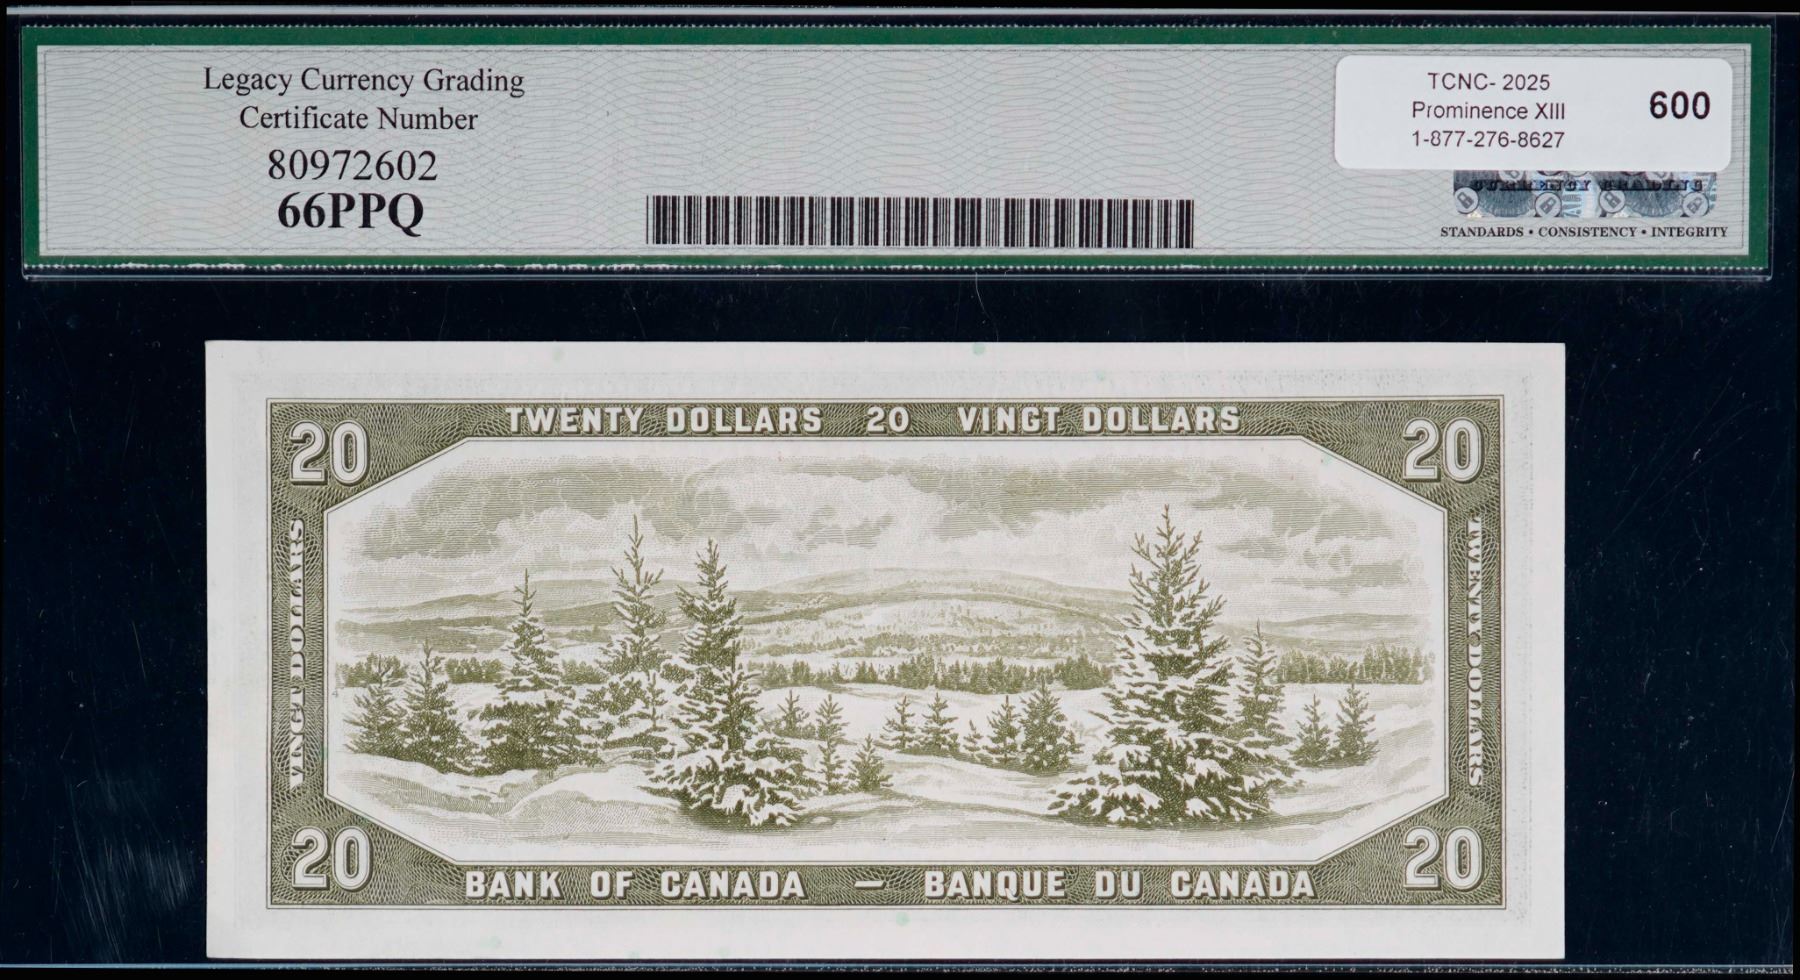 Legacy Currency Grading
Certificate Number
80972602
66PPQ
TCNC- 2025
Prominence XIII
1-877-276-8627
600
CURRENCY GRADING
STANDARDS • CONSISTENCY • INTEGRITY
TWENTY DOLLARS 20 VINGT DOLLARS
20
20
VINGT DOLLARS
TWENTY DOLLARS
20
20
BANK OF CANADA — BANQUE DU CANADA